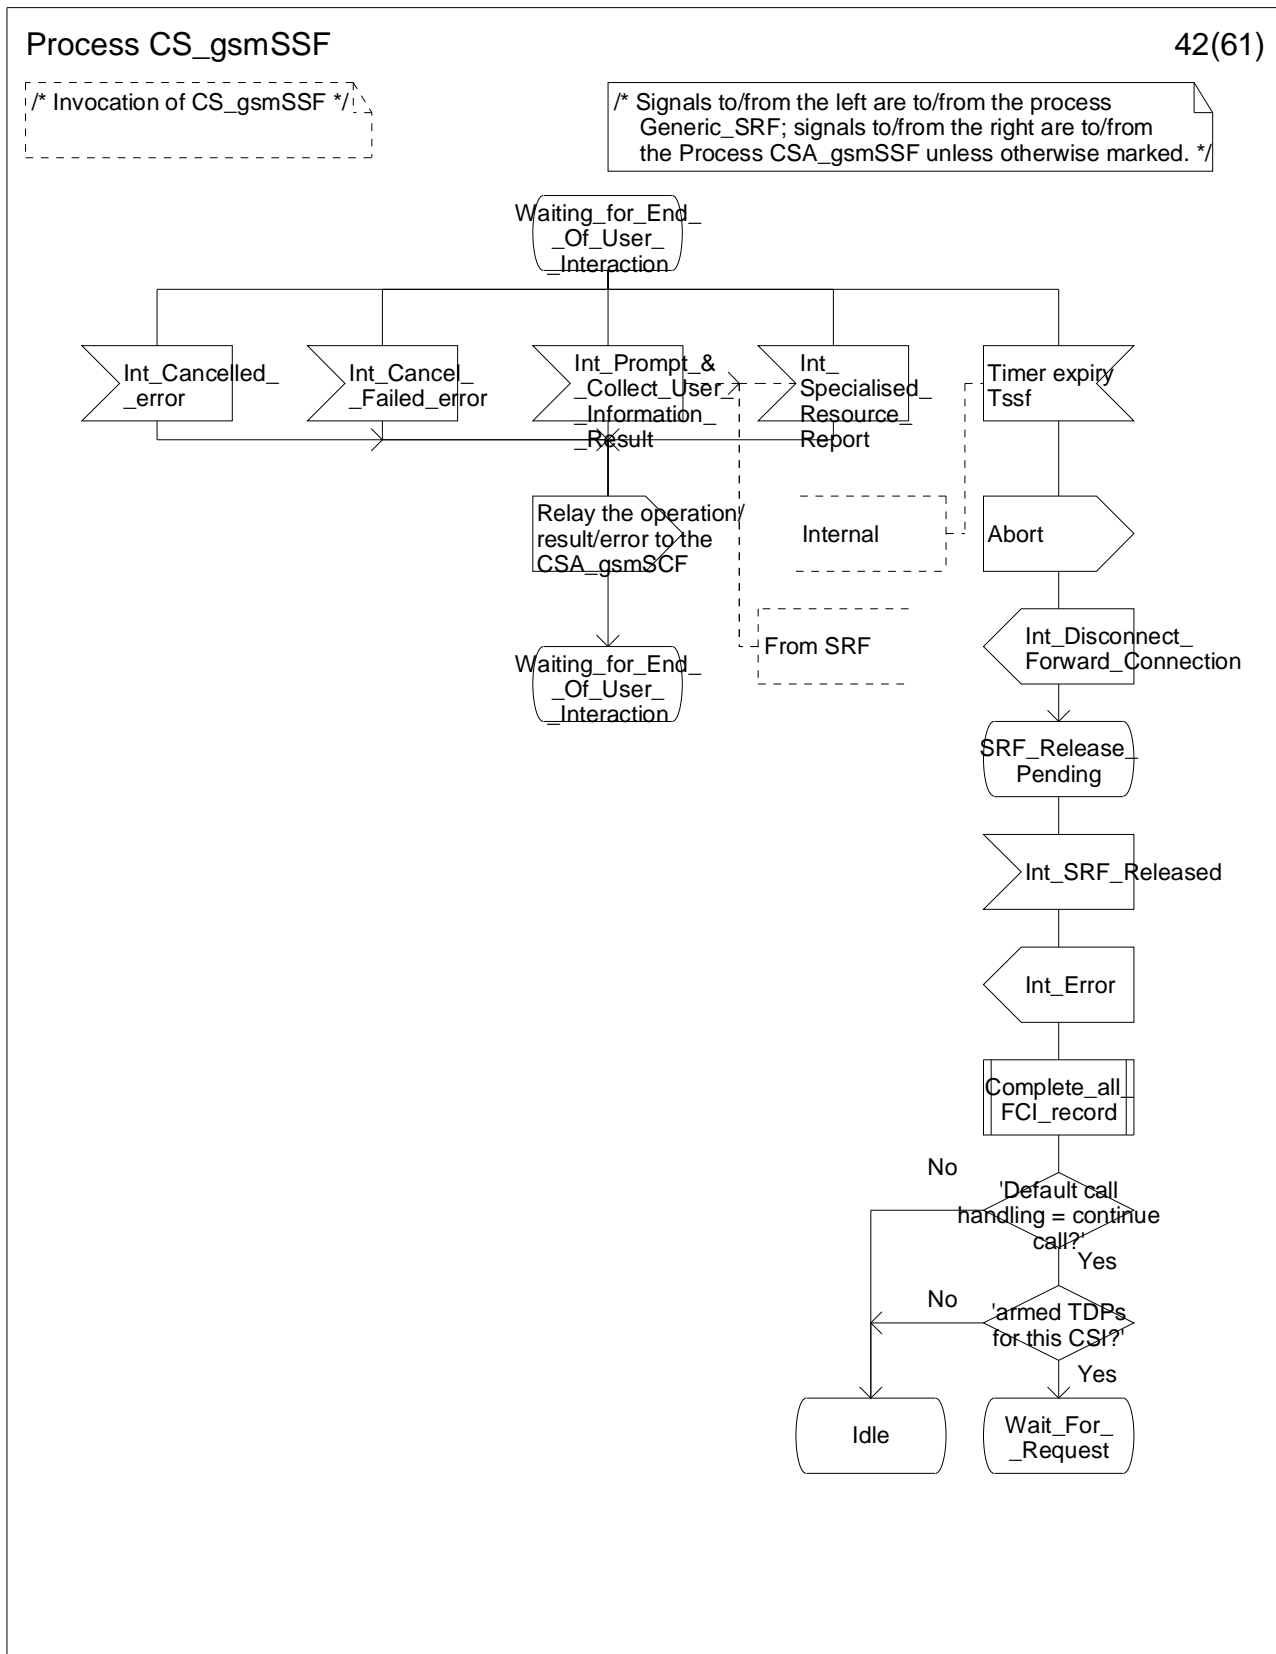 Process CS_gsmSSF
42(61)
/* Invocation of CS_gsmSSF */
/* Signals to/from the left are to/from the process
Generic_SRF; signals to/from the right are to/from
the Process CSA_gsmSSF unless otherwise marked. */
Waiting_for_End_
_Of_User_
_Interaction
Int_Cancelled_
_error
Int_Cancel_
_Failed_error
Int_Prompt_&
_Collect_User_
_Information_
_Result
Int_
Specialised_
Resource_
Report
Timer expiry
Tssf
Relay the operation/
result/error to the
CSA_gsmSCF
Internal
Abort
From SRF
Int_Disconnect_
Forward_Connection
Waiting_for_End_
_Of_User_
_Interaction
SRF_Release_
Pending
Int_SRF_Released
Int_Error
Complete_all_
FCI_record
No
'Default call
handling = continue
call?'
Yes
No
'armed TDPs
for this CSI?'
Yes
Idle
Wait_For_
_Request